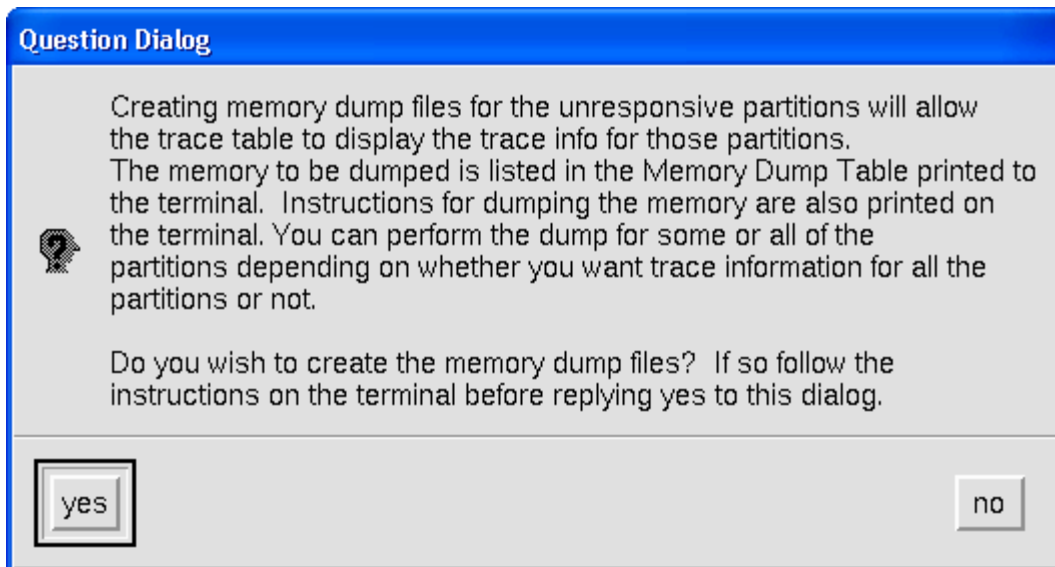 Question Dialog
Creating memory dump files for the unresponsive partitions will allow
the trace table to display the trace info for those partitions.
The memory to be dumped is listed in the Memory Dump Table printed to
the terminal.  Instructions for dumping the memory are also printed on
the terminal. You can perform the dump for some or all of the
partitions depending on whether you want trace information for all the
partitions or not.
Do you wish to create the memory dump files?  If so follow the
instructions on the terminal before replying yes to this dialog.
yes
no